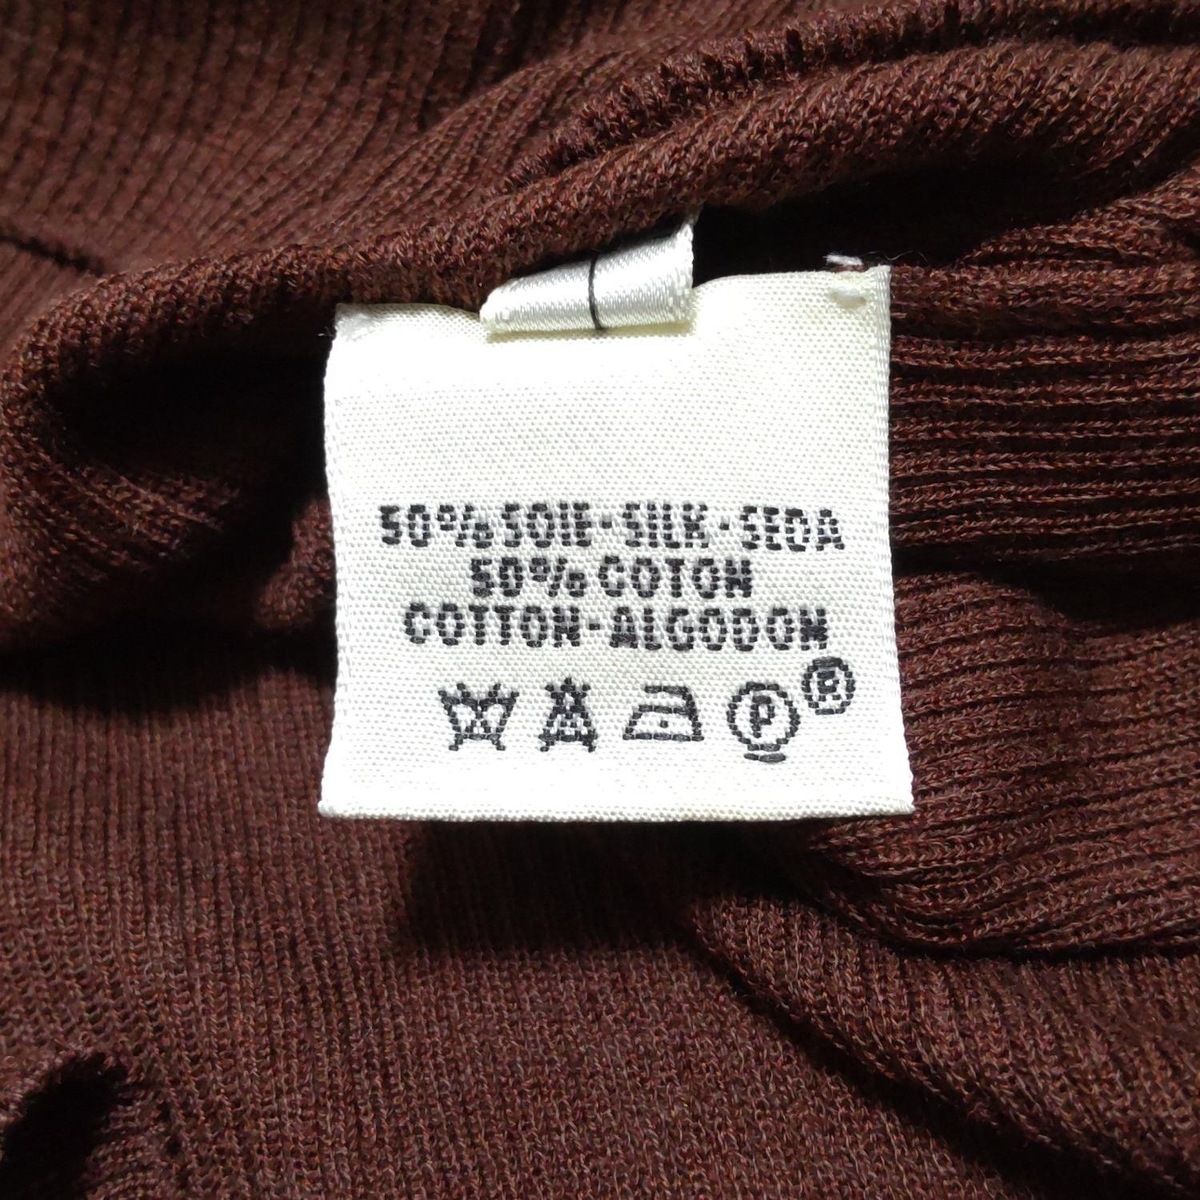 50% SOIE-SILK-SEDA
50% COTON
COTTON-ALGODON
P ®